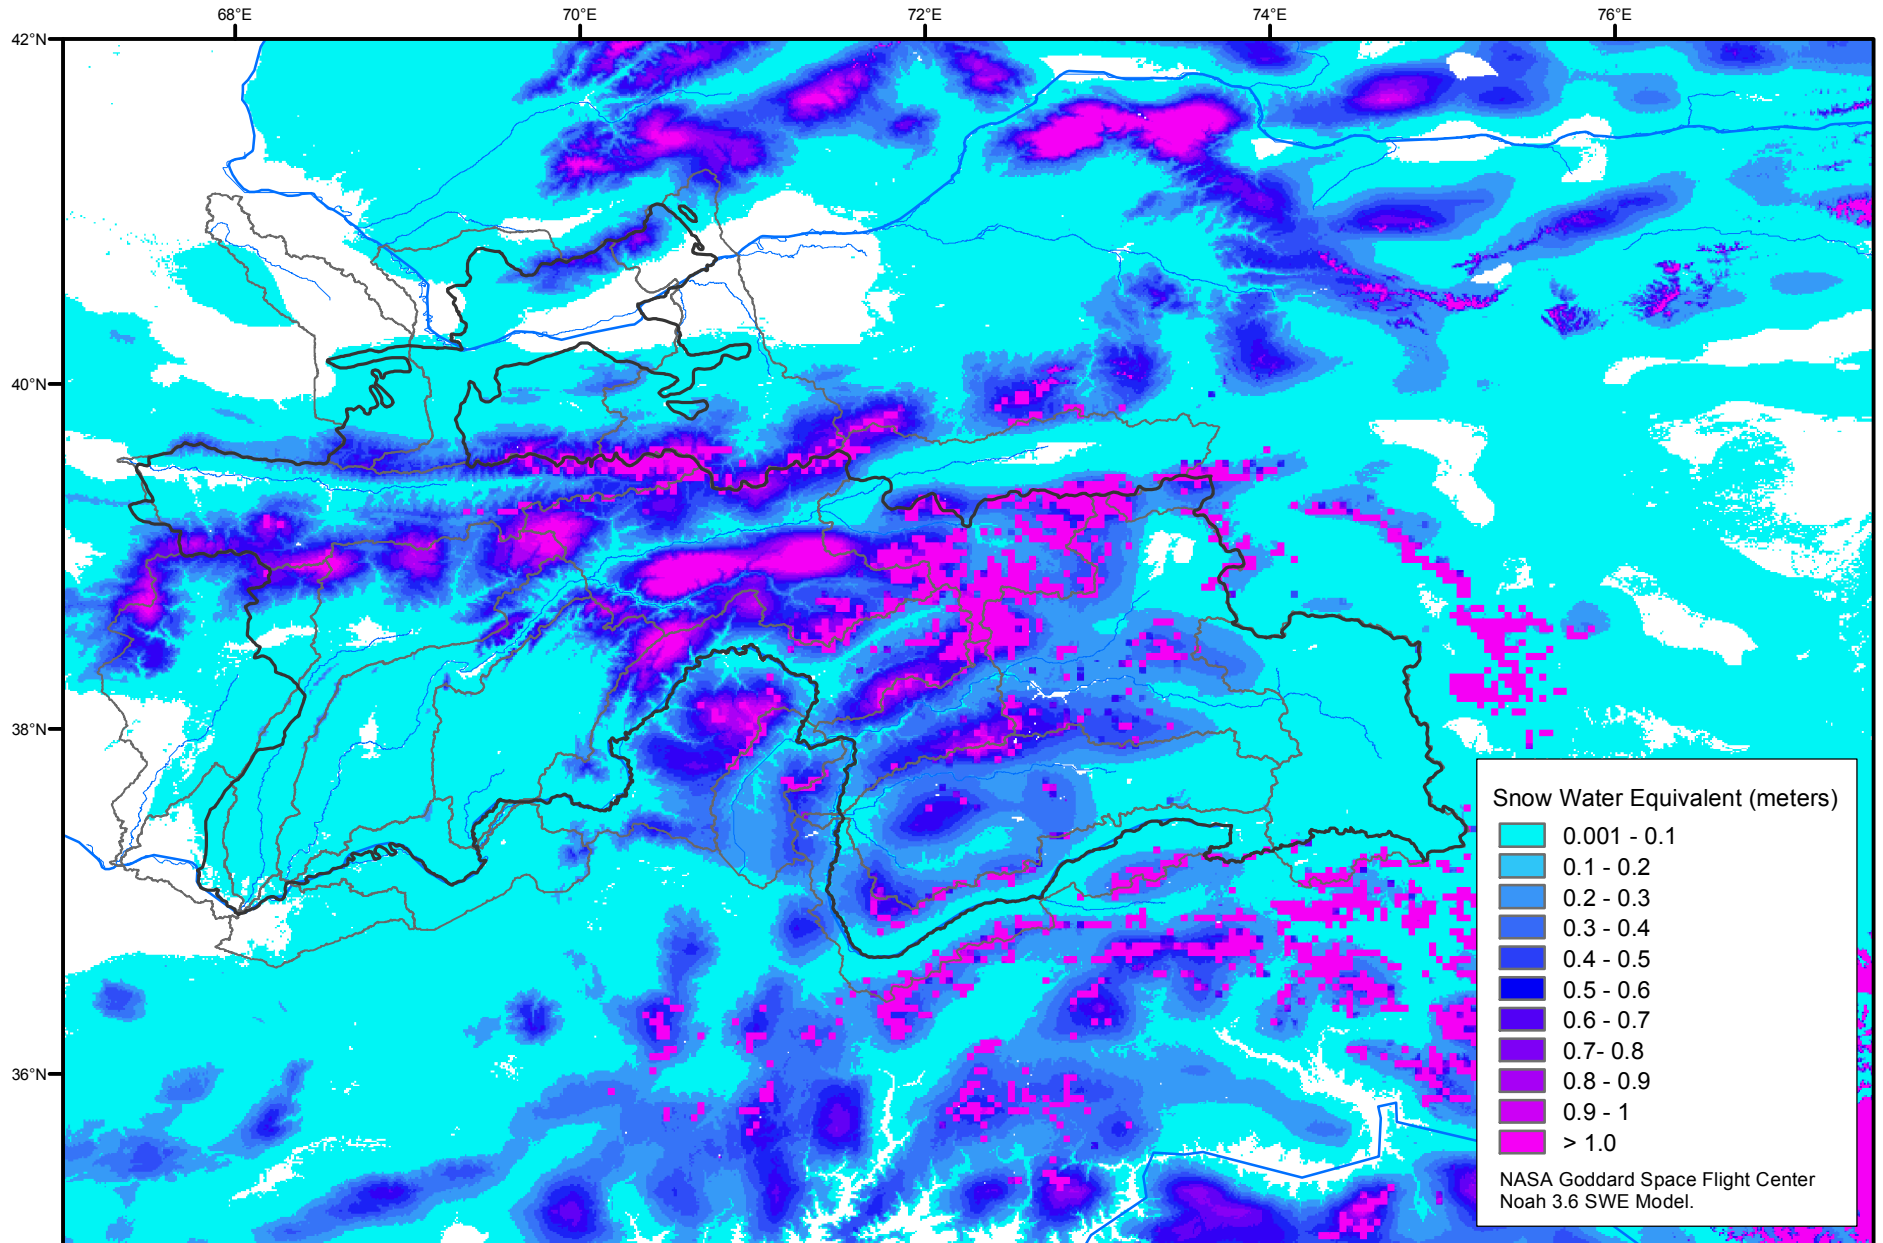 68°E
70°E
72°E
74°E
76°E
42°N
40°N
38°N
36°N
Snow Water Equivalent (meters)
0.001 - 0.1
0.1 - 0.2
0.2 - 0.3
0.3 - 0.4
0.4 - 0.5
0.5 - 0.6
0.6 - 0.7
0.7- 0.8
0.8 - 0.9
0.9 - 1
> 1.0
NASA Goddard Space Flight Center
Noah 3.6 SWE Model.